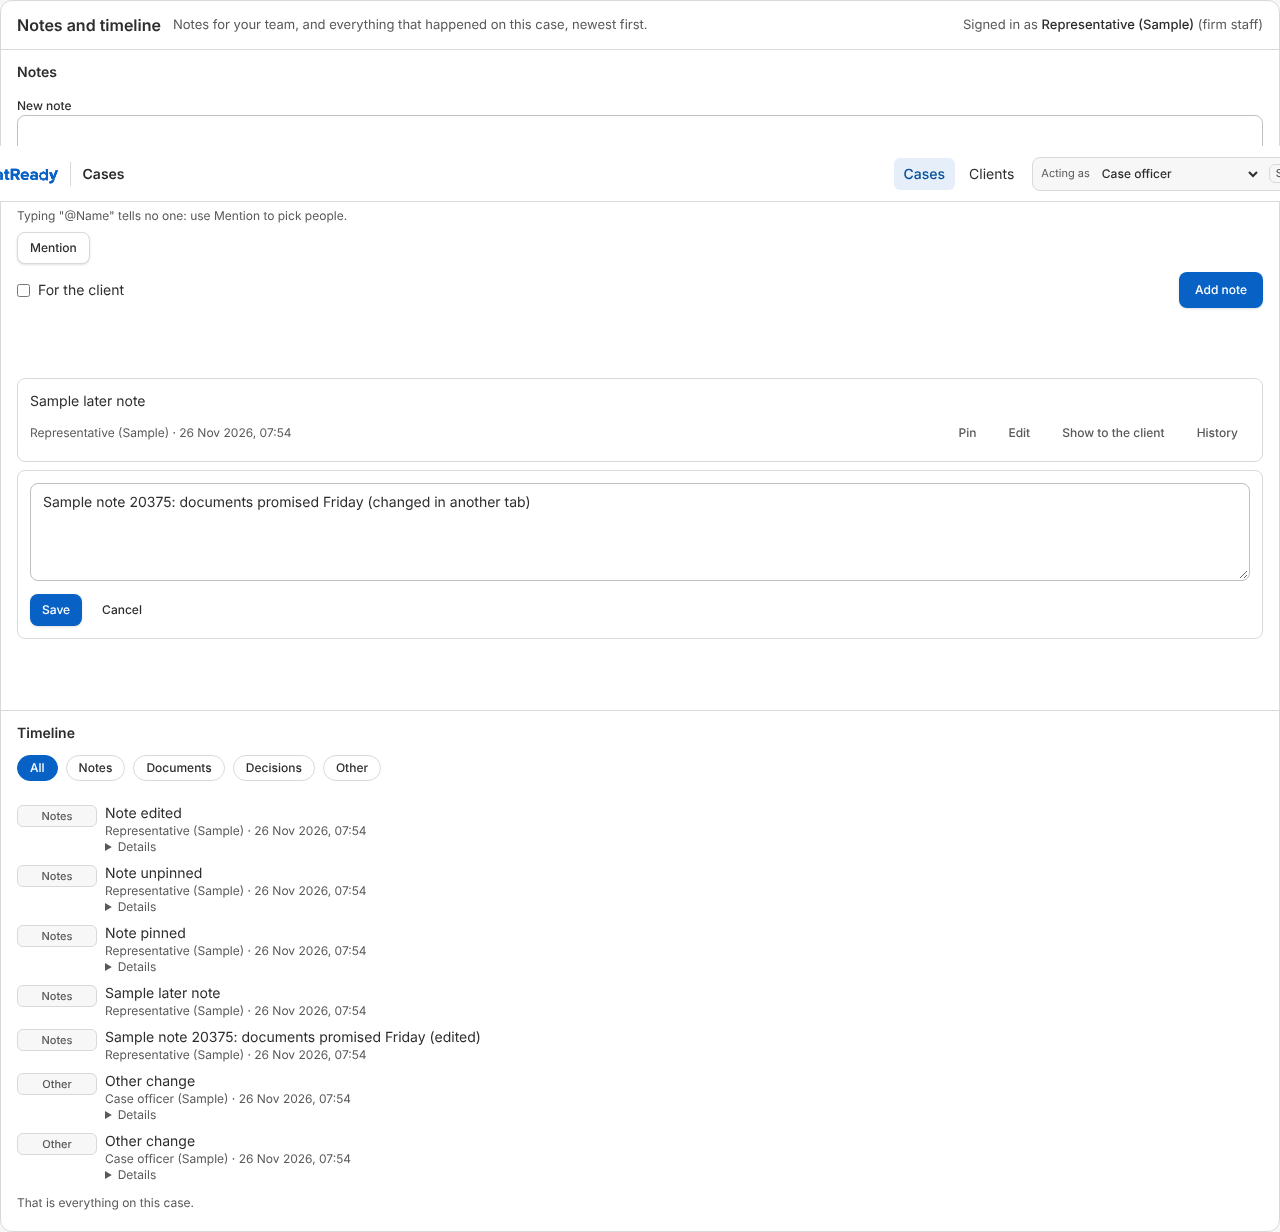 Notes and timeline Notes for your team, and everything that happened on this case, newest first. Signed in as Representative (Sample) (firm staff)
Notes
New note
atReady Cases Cases Clients Acting as Case officer S
Typing "@Name" tells no one: use Mention to pick people.
Mention
For the client Add note
Sample later note
Representative (Sample) · 26 Nov 2026, 07:54 Pin Edit Show to the client History
Sample note 20375: documents promised Friday (changed in another tab)
Save Cancel
Timeline
All Notes Documents Decisions Other
Notes Note edited
Representative (Sample) · 26 Nov 2026, 07:54
Details
Notes Note unpinned
Representative (Sample) · 26 Nov 2026, 07:54
Details
Notes Note pinned
Representative (Sample) · 26 Nov 2026, 07:54
Details
Notes Sample later note
Representative (Sample) · 26 Nov 2026, 07:54
Notes Sample note 20375: documents promised Friday (edited)
Representative (Sample) · 26 Nov 2026, 07:54
Other Other change
Case officer (Sample) · 26 Nov 2026, 07:54
Details
Other Other change
Case officer (Sample) · 26 Nov 2026, 07:54
Details
That is everything on this case.